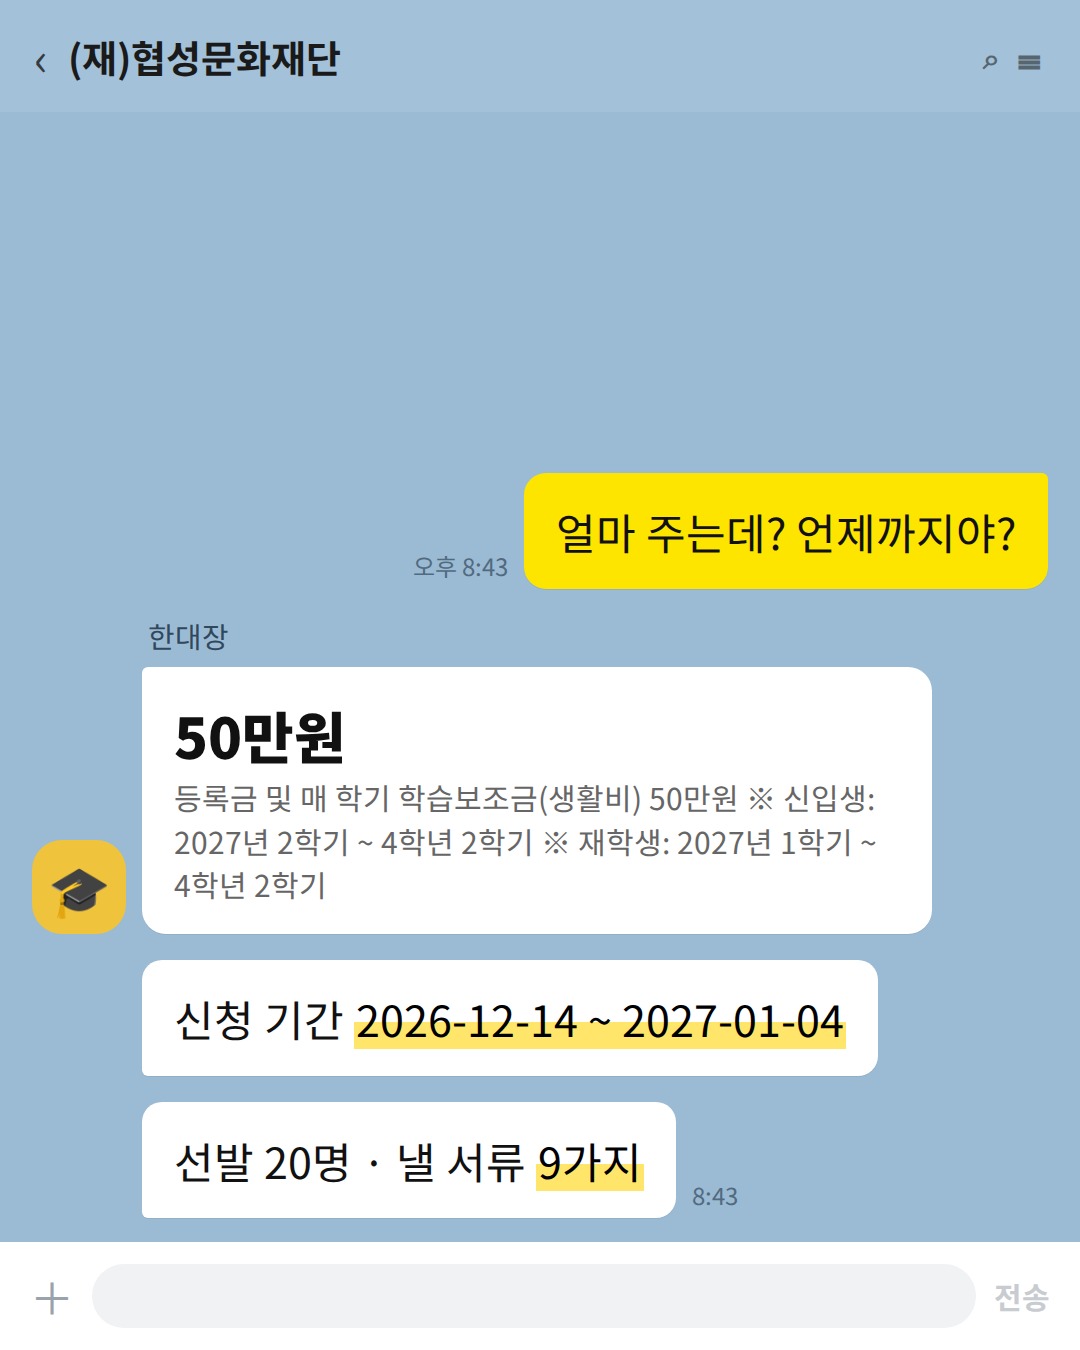 (재)협성문화재단
얼마 주는데? 언제까지야?
오후 8:43
한대장
50만원
등록금 및 매 학기 학습보조금(생활비) 50만원 ※ 신입생:
2027년 2학기 ~ 4학년 2학기 ※ 재학생: 2027년 1학기 ~
4학년 2학기
신청 기간 2026-12-14 ~ 2027-01-04
선발 20명 · 낼 서류 9가지
8:43
전송